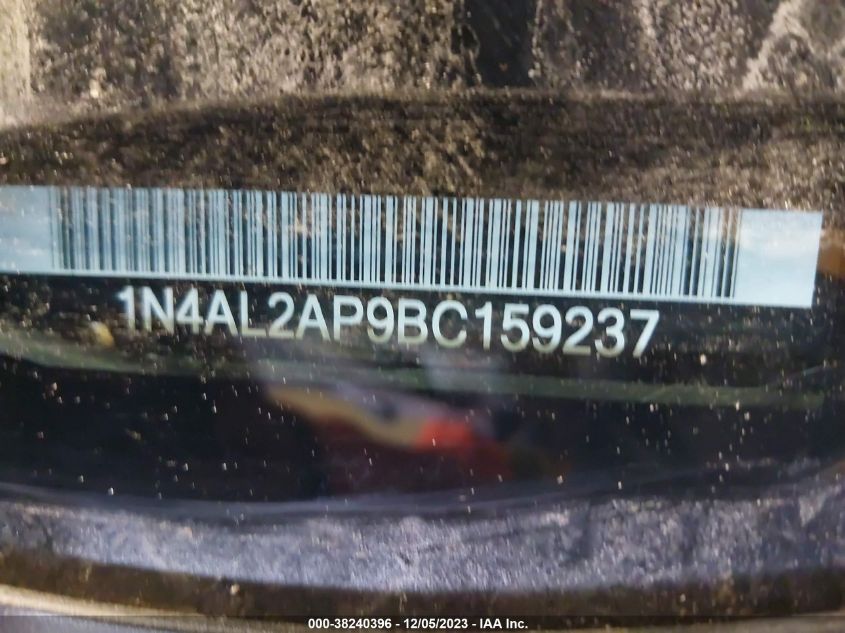 1N4AL2AP9BC159237
000-38240396 - 12/05/2023 - IAA Inc.